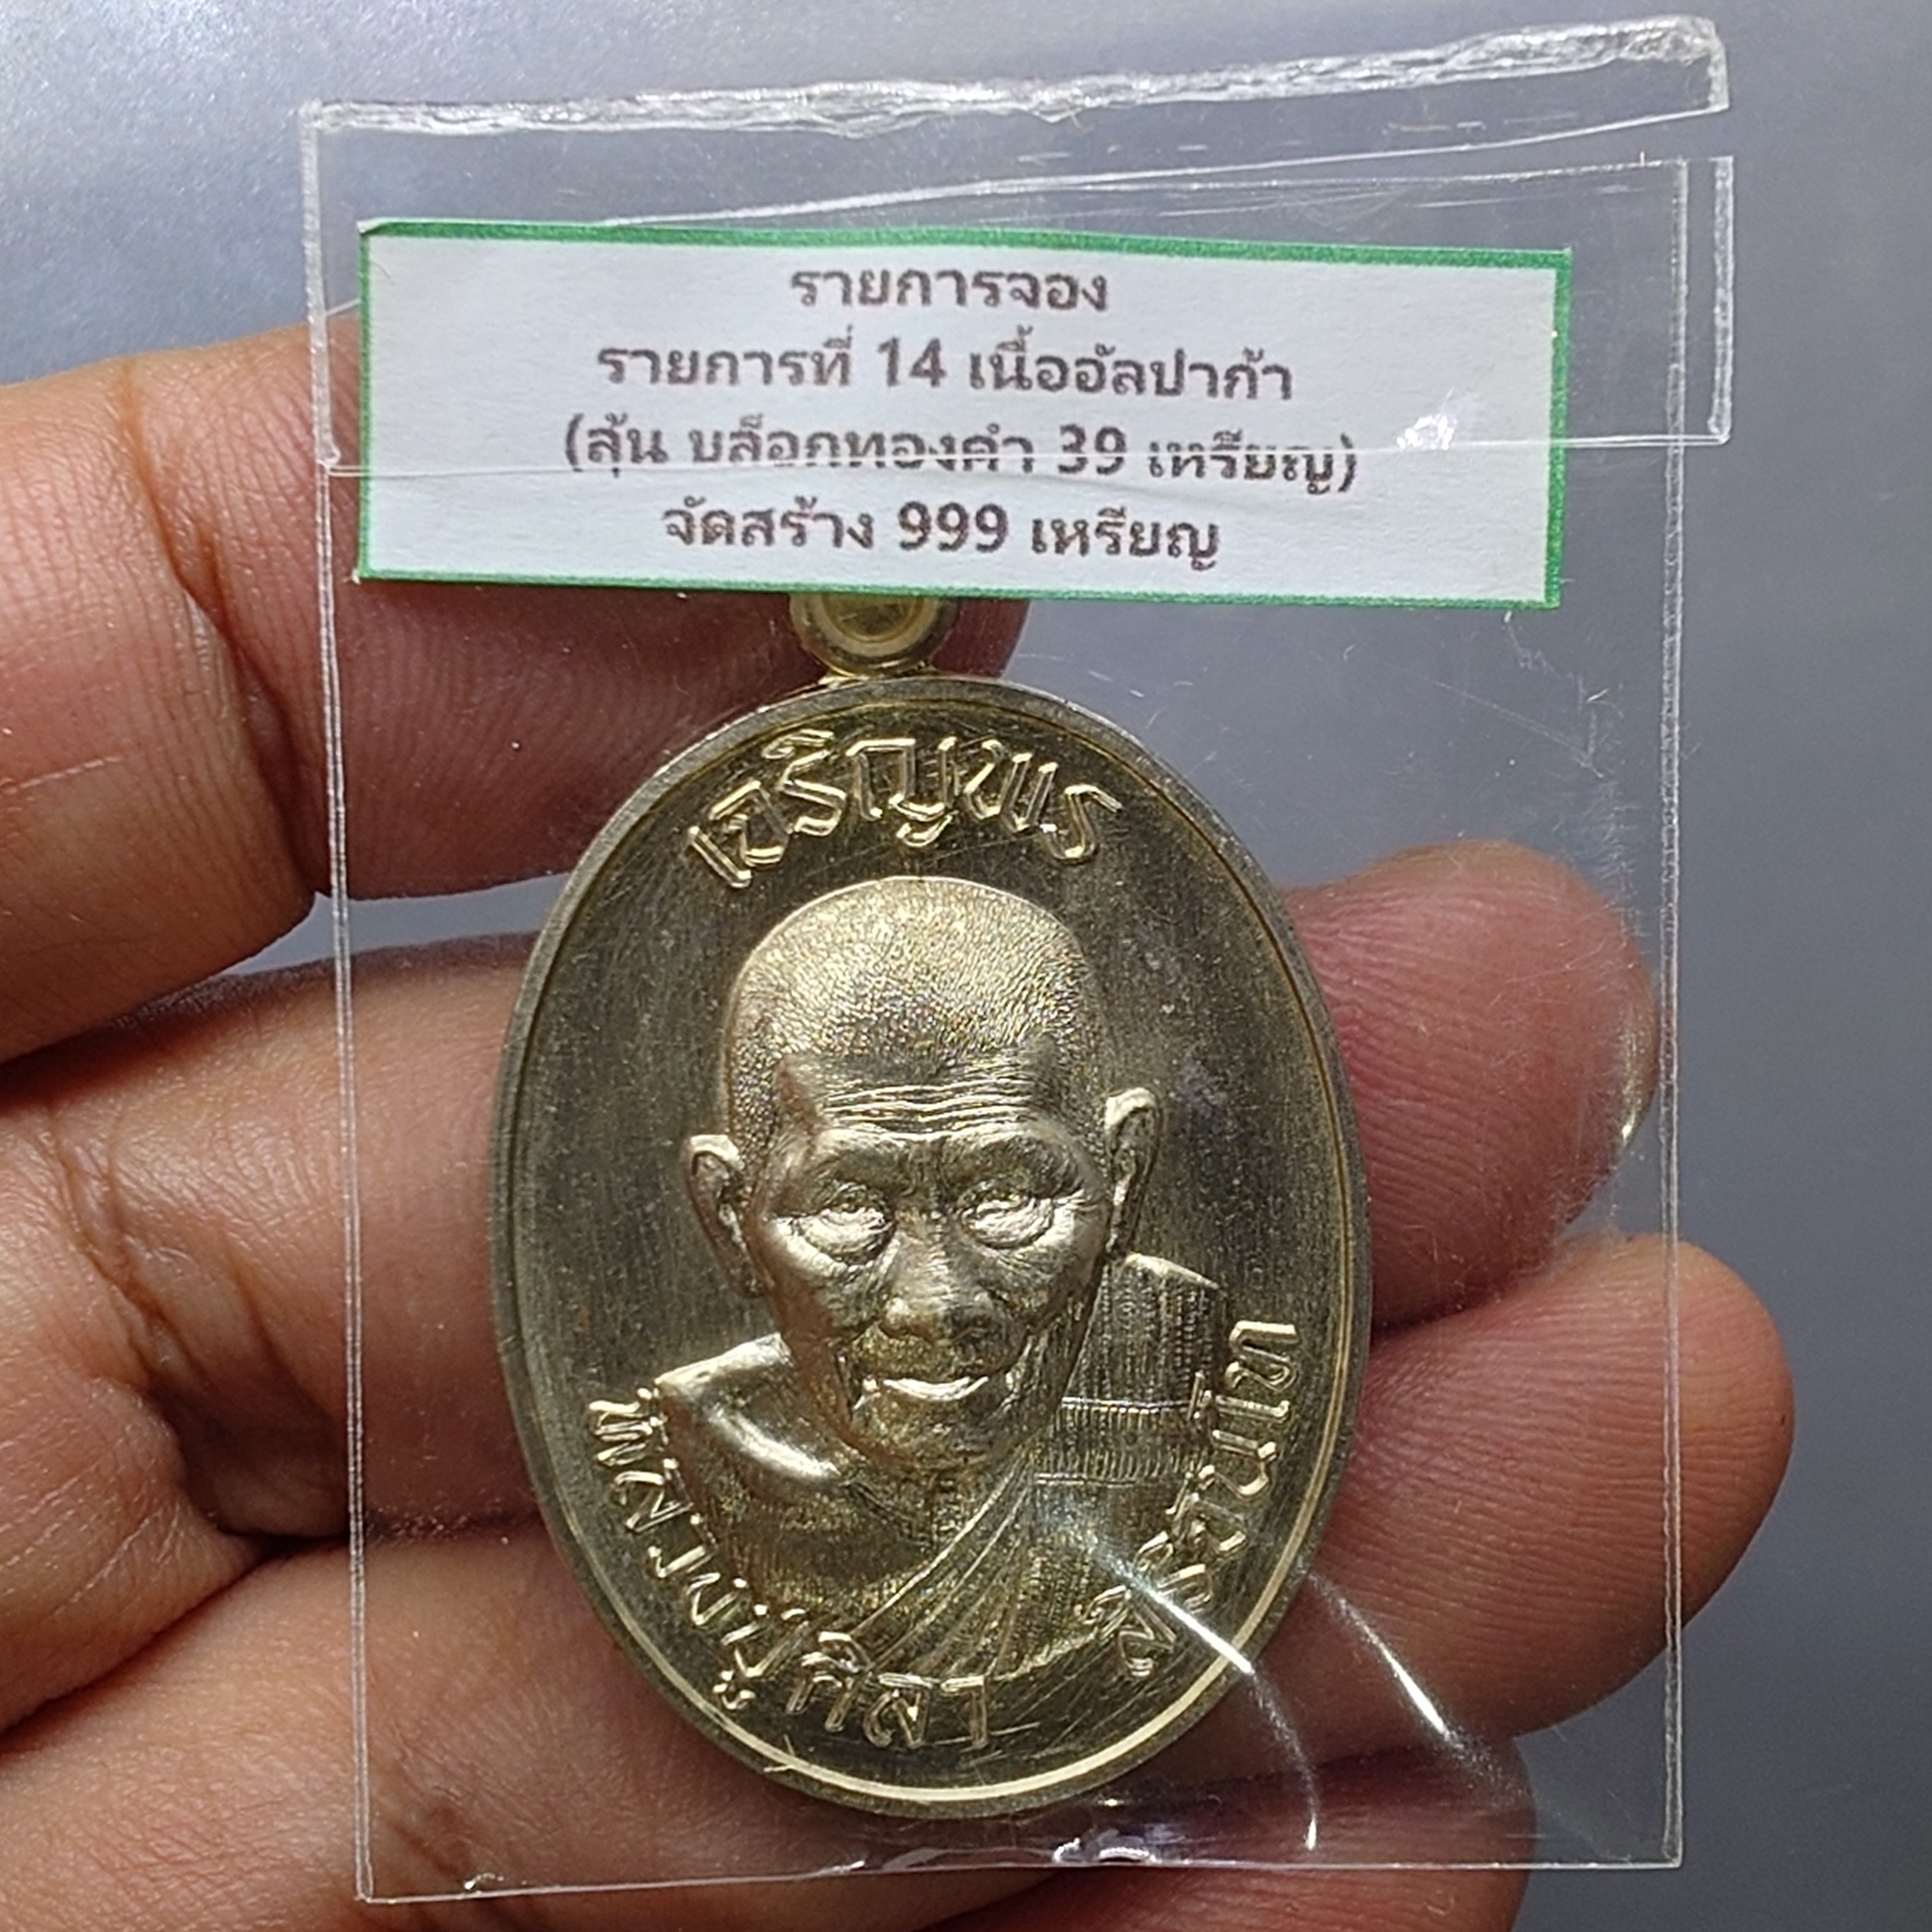 รายการจอง
รายการที่ 14 เนื้ออัลปาก้า
(ลุ้น บล็อกทองคำ 39 เหรียญ)
จัดสร้าง 999 เหรียญ
เจริญพร
หลวงปู่ศิลา สิริจันโท